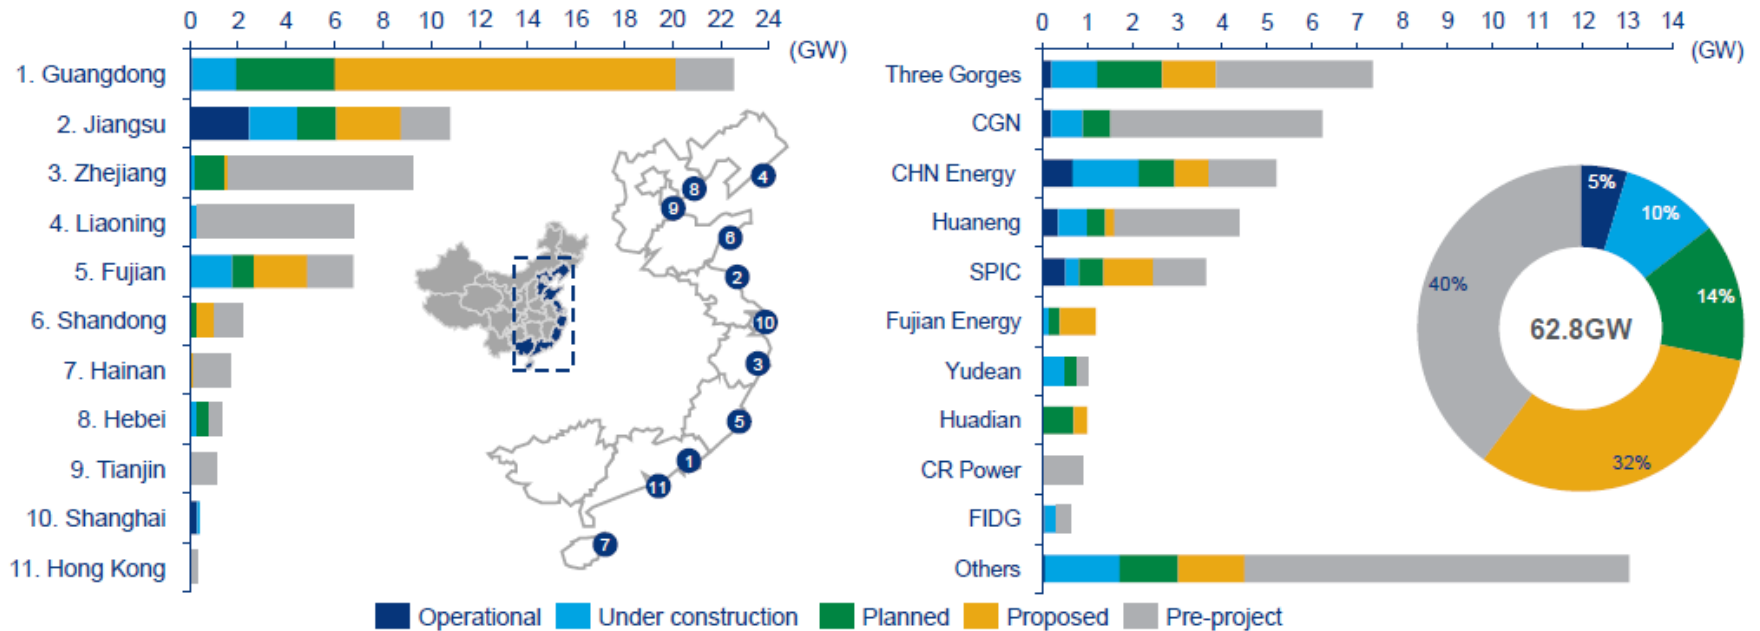 0 2 4 6 8 10 12 14 16 18 20 22 24
(GW)
1. Guangdong
2. Jiangsu
3. Zhejiang
4. Liaoning
5. Fujian
6. Shandong
7. Hainan
8. Hebei
9. Tianjin
10. Shanghai
11. Hong Kong
4
8
9
6
2
10
3
5
1
11
7
0 1 2 3 4 5 6 7 8 9 10 11 12 13 14
(GW)
Three Gorges
CGN
CHN Energy
Huaneng
SPIC
Fujian Energy
Yudean
Huadian
CR Power
FIDG
Others
5%
10%
14%
32%
40%
62.8GW
Operational Under construction Planned Proposed Pre-project